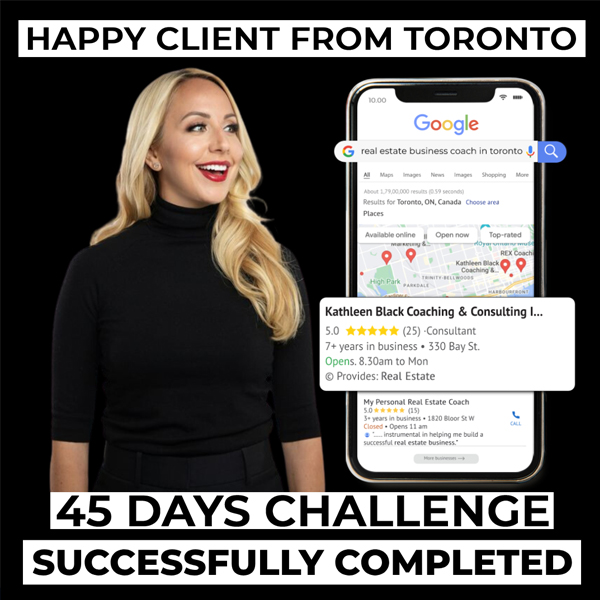 HAPPY CLIENT FROM TORONTO
10.00
Google
real estate business coach in toronto
All Maps Images News Images Shopping More
About 1,79,00,000 results (0.59 seconds)
Results for Toronto, ON, Canada Choose area
Places
Available online Open now Top-rated
Marketing &...
REX Coachi
Kathleen Black
Coaching &...
TRINITY-BELLWOODS
High Park
PARKDALE
HARBOURFRONT
Kathleen Black Coaching & Consulting I...
5.0 ★★★★★ (25) ·Consultant
7+ years in business • 330 Bay St.
Opens. 8.30am to Mon
© Provides: Real Estate
My Personal Real Estate Coach
5.0 ★★★★★ (15)
3+ years in business • 1820 Bloor St W
Closed • Opens 11 am
CALL
"..... instrumental in helping me build a
successful real estate business."
More businesses →
45 DAYS CHALLENGE
SUCCESSFULLY COMPLETED